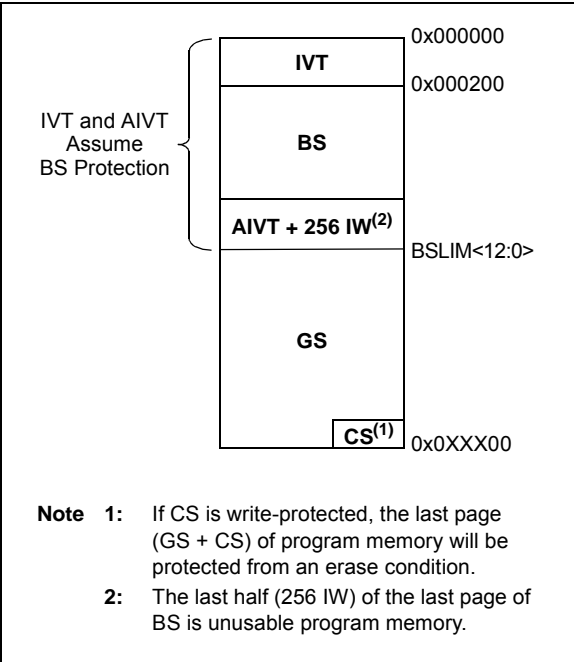 0x000000
IVT
0x000200
IVT and AIVT
Assume
BS Protection
BS
AIVT + 256 IW(2)
BSLIM<12:0>
GS
CS(1)
0x0XXX00
Note 1: If CS is write-protected, the last page
(GS + CS) of program memory will be
protected from an erase condition.
2: The last half (256 IW) of the last page of
BS is unusable program memory.